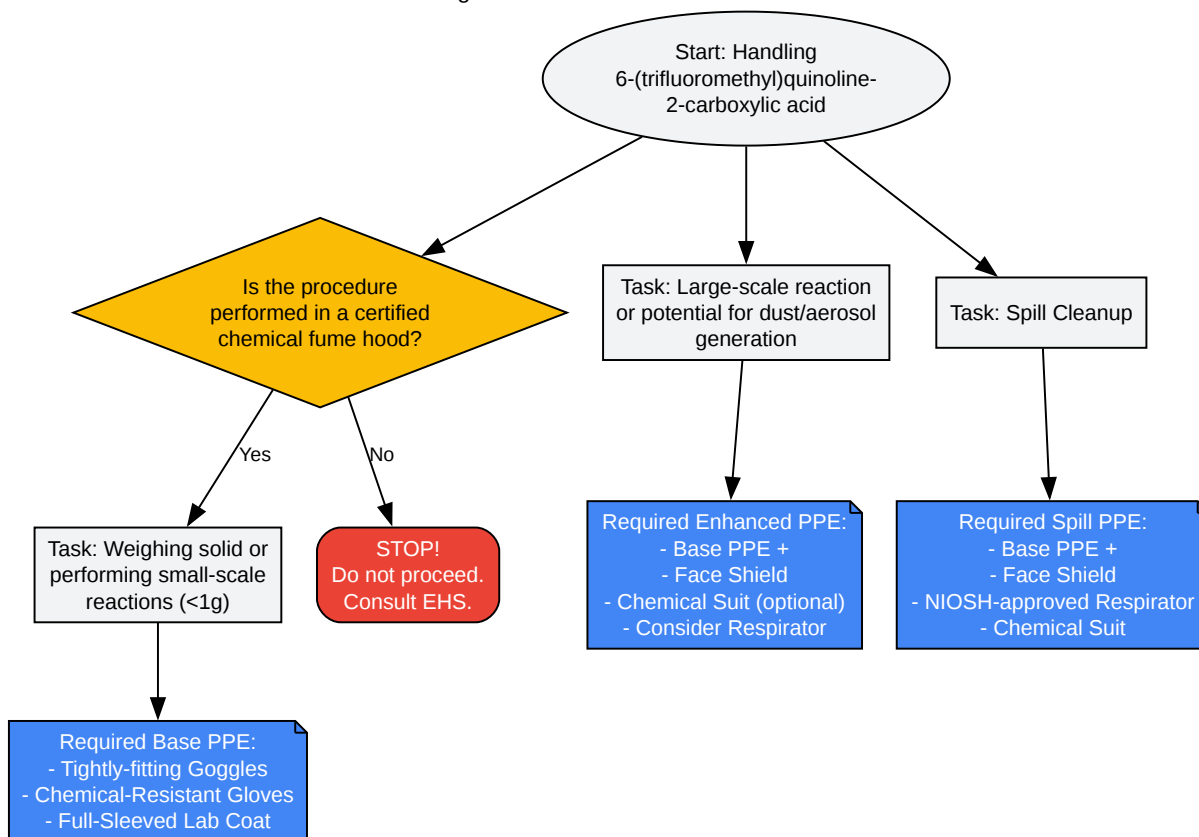 Start: Handling
6-(trifluoromethyl)quinoline-
2-carboxylic acid
Is the procedure
performed in a certified
chemical fume hood?
Task: Large-scale reaction
or potential for dust/aerosol
generation
Task: Spill Cleanup
Yes
No
Task: Weighing solid or
performing small-scale
reactions (<1g)
STOP!
Do not proceed.
Consult EHS.
Required Enhanced PPE:
- Base PPE +
- Face Shield
- Chemical Suit (optional)
- Consider Respirator
Required Spill PPE:
- Base PPE +
- Face Shield
- NIOSH-approved Respirator
- Chemical Suit
Required Base PPE:
- Tightly-fitting Goggles
- Chemical-Resistant Gloves
- Full-Sleeved Lab Coat